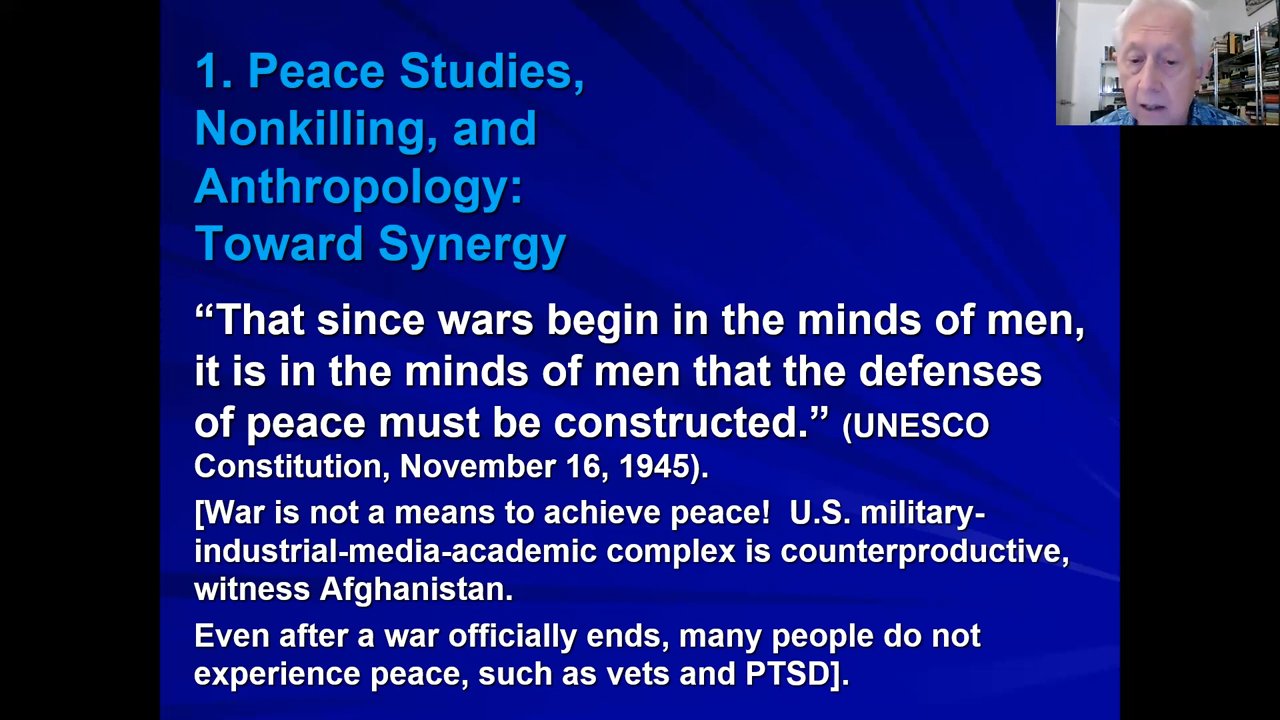 1. Peace Studies,
Nonkilling, and
Anthropology:
Toward Synergy
“That since wars begin in the minds of men,
it is in the minds of men that the defenses
of peace must be constructed.” (UNESCO
Constitution, November 16, 1945).
[War is not a means to achieve peace!  U.S. military-
industrial-media-academic complex is counterproductive,
witness Afghanistan.
Even after a war officially ends, many people do not
experience peace, such as vets and PTSD].